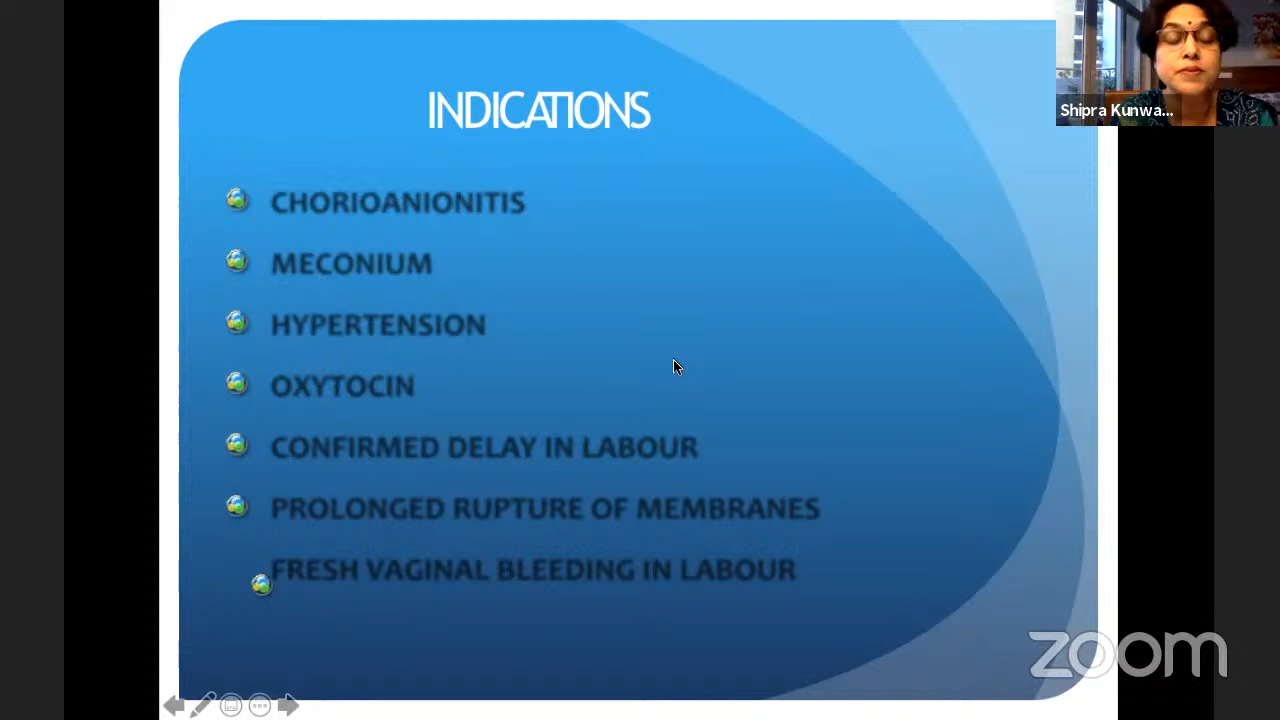 INDICATIONS
Shipra Kunwa...
CHORIOANIONITIS
MECONIUM
HYPERTENSION
OXYTOCIN
CONFIRMED DELAY IN LABOUR
PROLONGED RUPTURE OF MEMBRANES
FRESH VAGINAL BLEEDING IN LABOUR
zoom